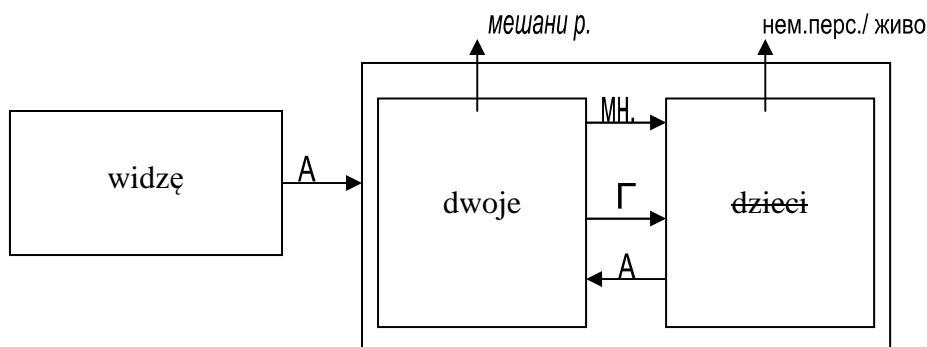 мешани р.
нем.перс./ живо
widzę
А
dwoje
мн.
Г
А
dzieci